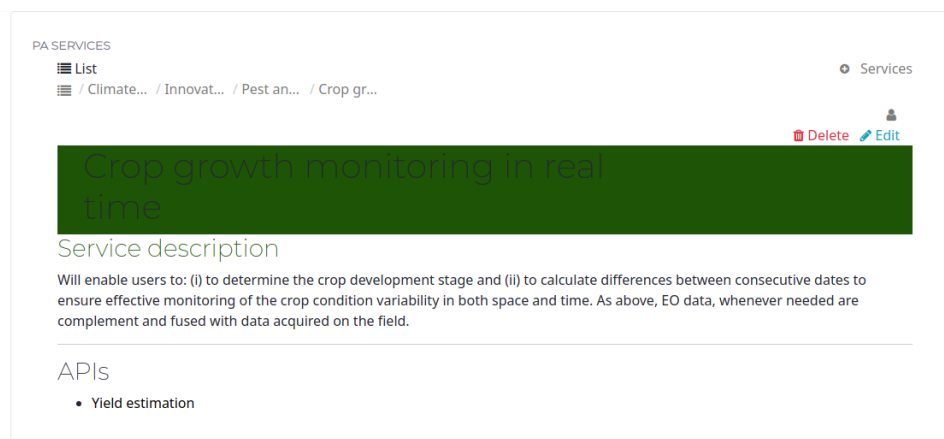 PA SERVICES
List
Services
/ Climate... / Innovat... / Pest an... / Crop gr...
Delete Edit
Crop growth monitoring in real
time
Service description
Will enable users to: (i) to determine the crop development stage and (ii) to calculate differences between consecutive dates to
ensure effective monitoring of the crop condition variability in both space and time. As above, EO data, whenever needed are
complement and fused with data acquired on the field.
APIs
• Yield estimation